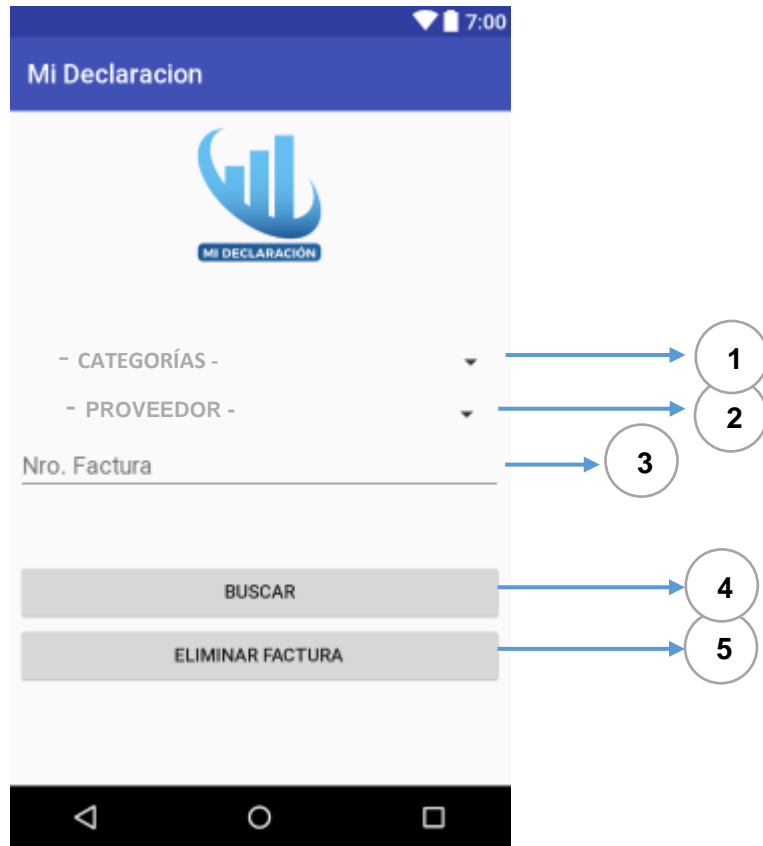 7:00
Mi Declaracion
MI DECLARACIÓN
- CATEGORÍAS -
1
- PROVEEDOR -
2
Nro. Factura
3
BUSCAR
4
ELIMINAR FACTURA
5